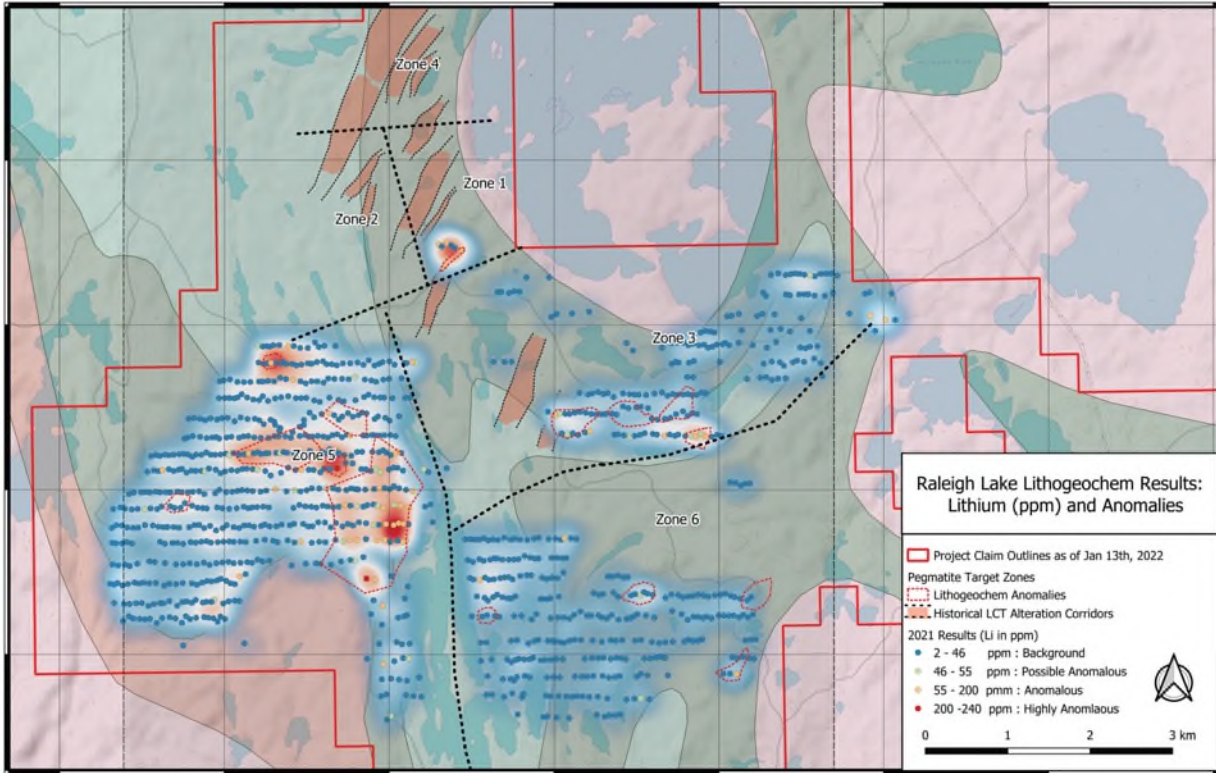 Zone 4
Zone 1
Zone 2
Zone 3
Zone 5
Zone 6
Raleigh Lake Lithogeochem Results:
Lithium (ppm) and Anomalies
Project Claim Outlines as of Jan 13th, 2022
Pegmatite Target Zones
Lithogeochem Anomalies
Historical LCT Alteration Corridors
2021 Results (Li in ppm)
2 - 46 ppm : Background
46 - 55 ppm : Possible Anomalous
55 - 200 pmm : Anomalous
200 -240 ppm : Highly Anomlaous
0 1 2 3 km